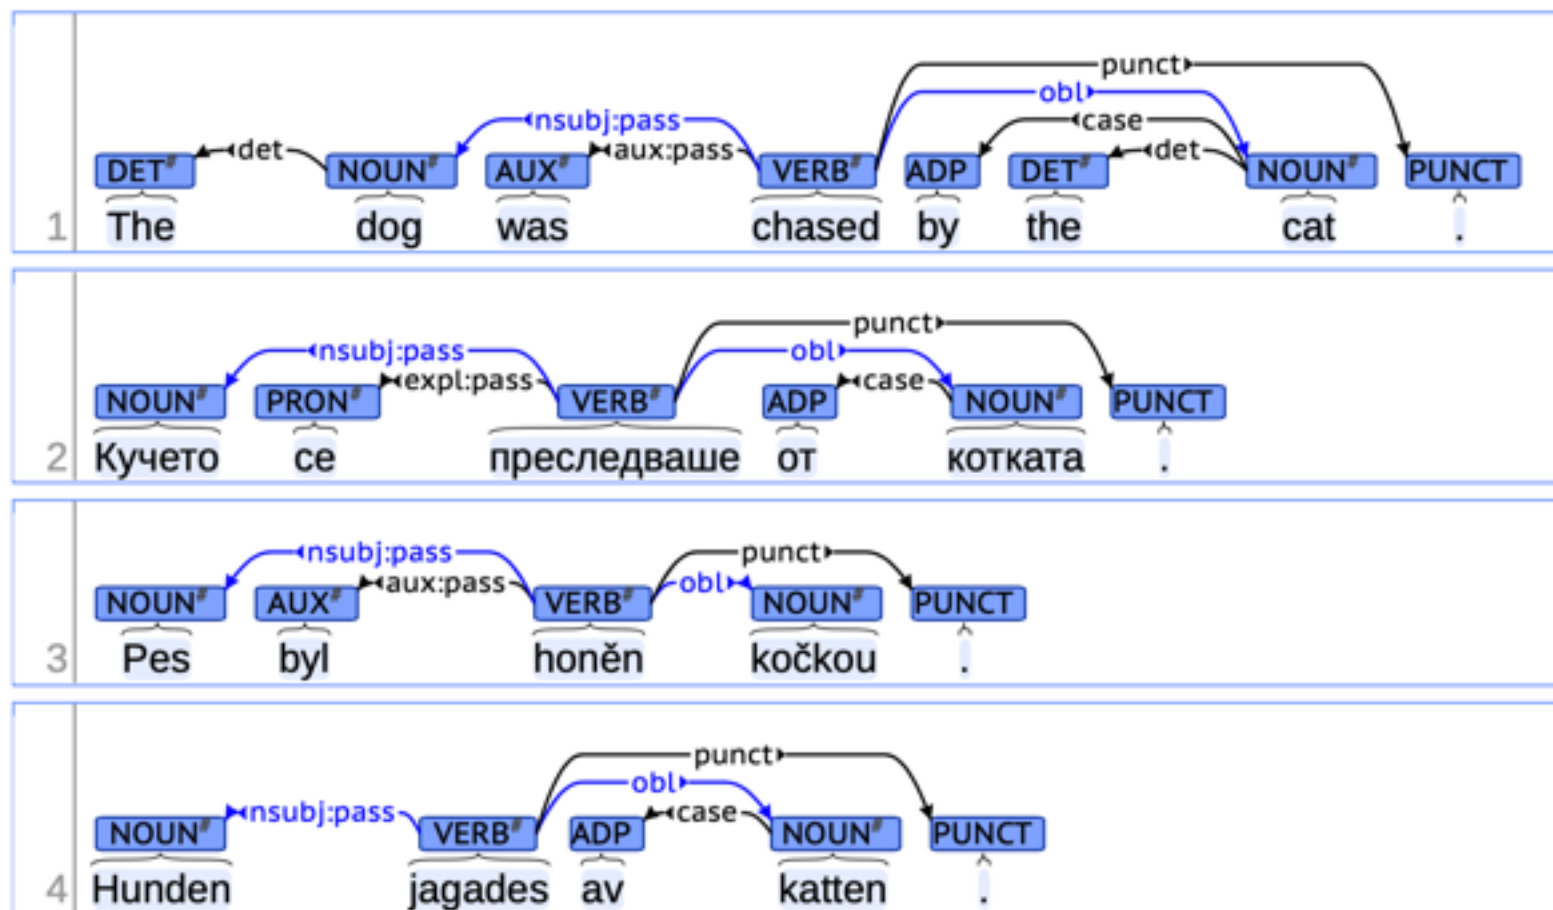 punct
obl
nsubj:pass case
det aux:pass det
DET# NOUN# AUX# VERB# ADP DET# NOUN# PUNCT
1 The dog was chased by the cat .
punct
nsubj:pass obl
expl:pass case
NOUN# PRON# VERB# ADP NOUN# PUNCT
2 Кучето се преследваше от котката .
nsubj:pass punct
aux:pass obl
NOUN# AUX# VERB# NOUN# PUNCT
3 Pes byl honěn kočkou .
punct
obl
nsubj:pass case
NOUN# VERB# ADP NOUN# PUNCT
4 Hunden jagades av katten .